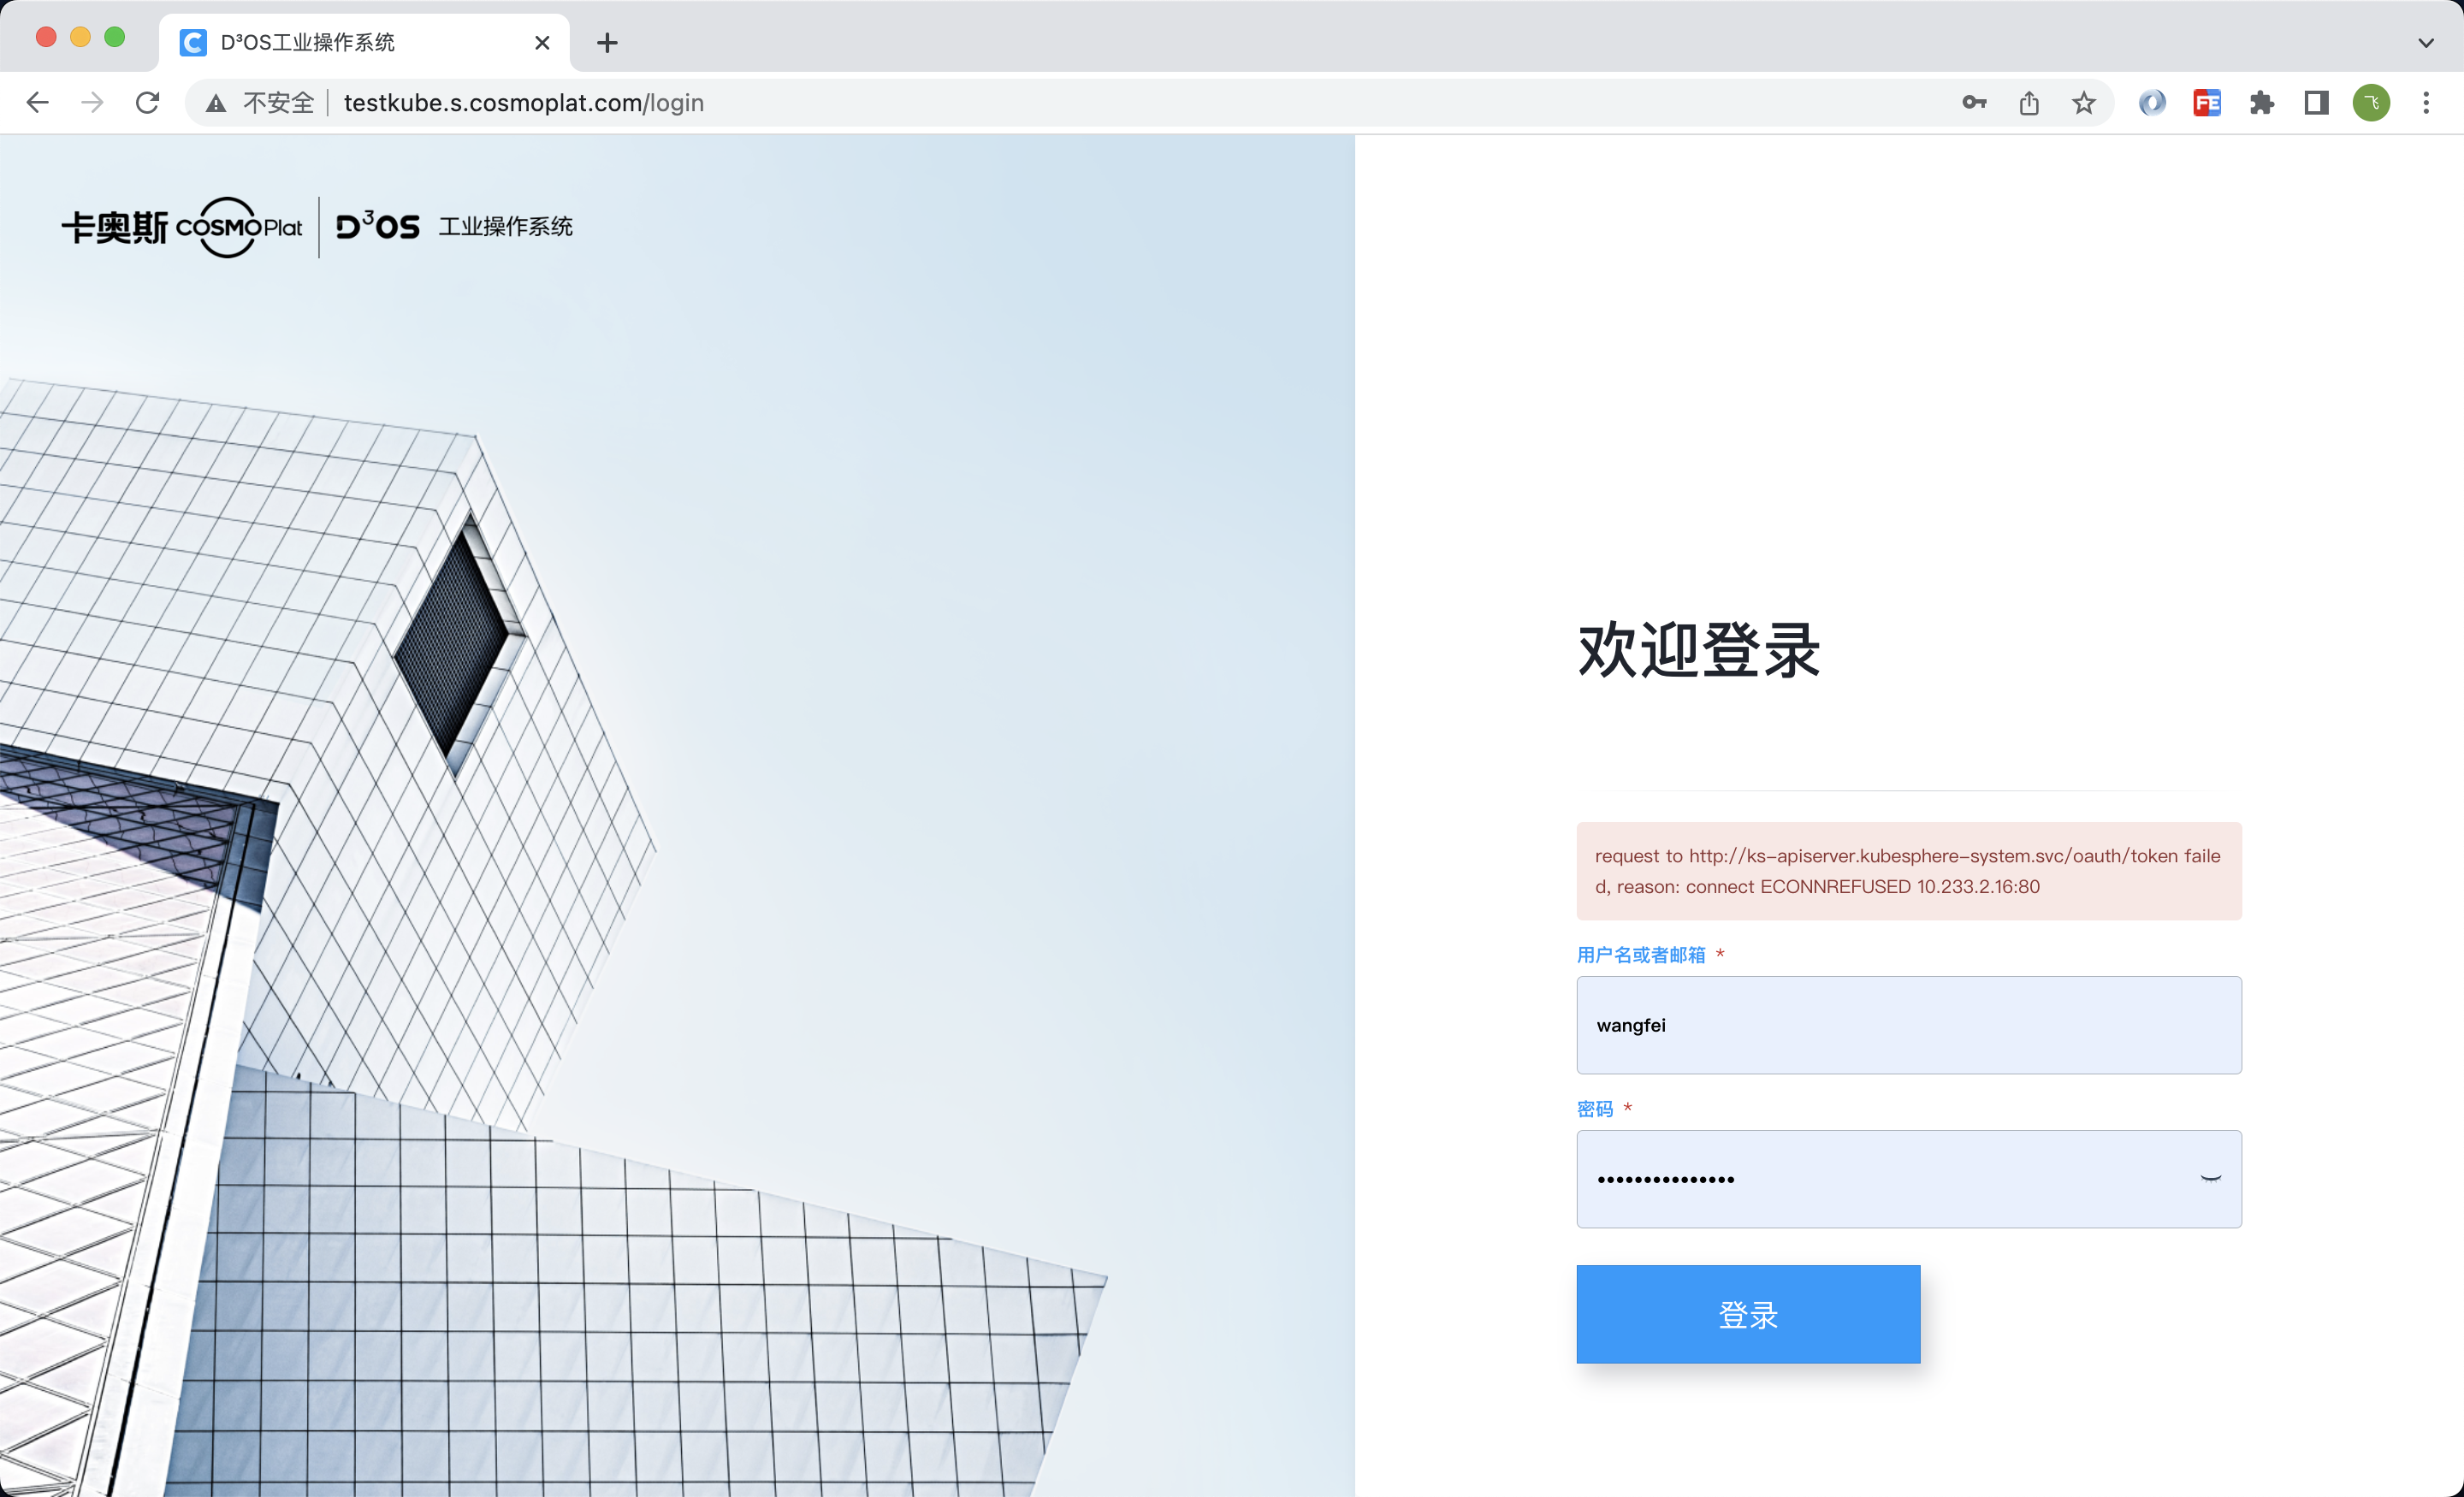 D³OS工业操作系统
不安全 testkube.s.cosmoplat.com/login
卡奥斯 COSMOPlat D³OS 工业操作系统
欢迎登录
request to http://ks-apiserver.kubesphere-system.svc/oauth/token faile
d, reason: connect ECONNREFUSED 10.233.2.16:80
用户名或者邮箱 *
wangfei
密码 *
登录